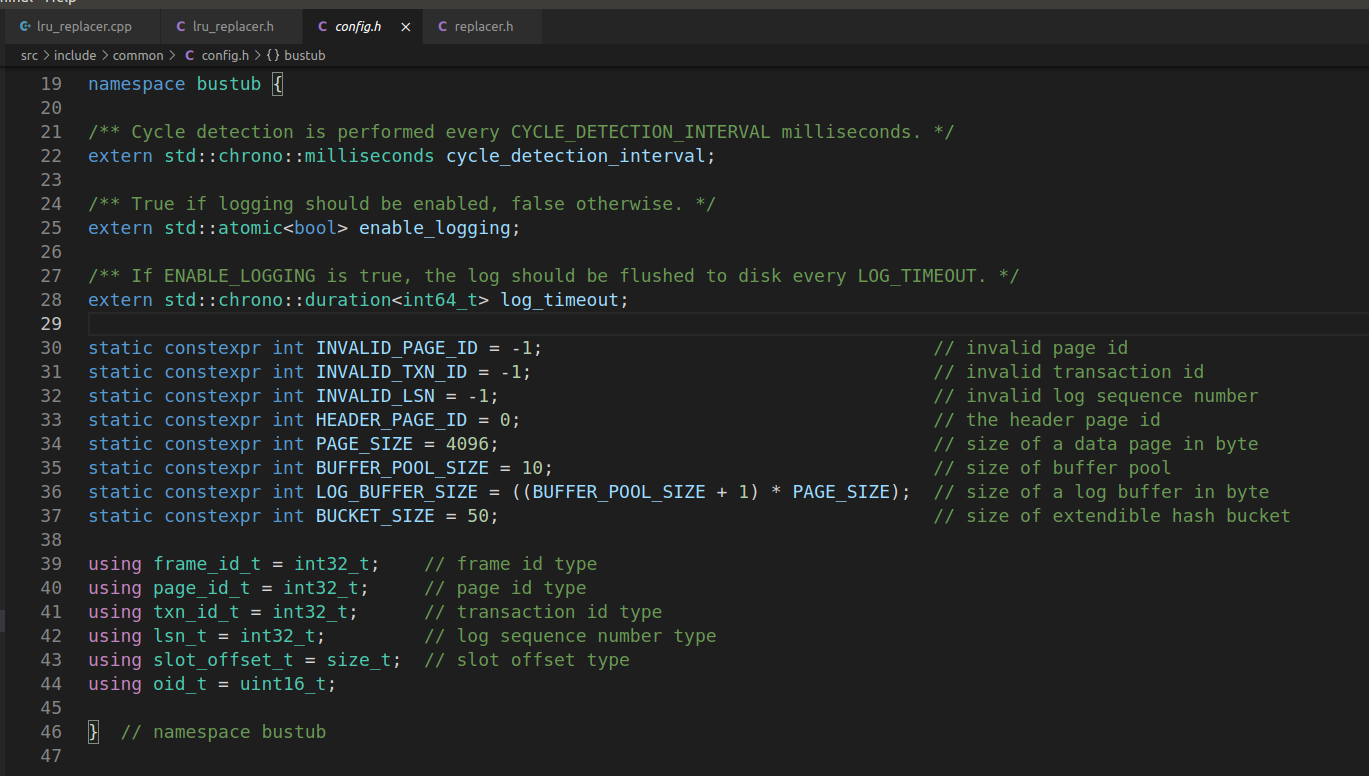 Help
lru_replacer.cpp C lru_replacer.h C config.h × C replacer.h
src > include > common > C config.h > {} bustub
19 namespace bustub {
20
21 /** Cycle detection is performed every CYCLE_DETECTION_INTERVAL milliseconds. */
22 extern std::chrono::milliseconds cycle_detection_interval;
23
24 /** True if logging should be enabled, false otherwise. */
25 extern std::atomic<bool> enable_logging;
26
27 /** If ENABLE_LOGGING is true, the log should be flushed to disk every LOG_TIMEOUT. */
28 extern std::chrono::duration<int64_t> log_timeout;
29
30 static constexpr int INVALID_PAGE_ID = -1; // invalid page id
31 static constexpr int INVALID_TXN_ID = -1; // invalid transaction id
32 static constexpr int INVALID_LSN = -1; // invalid log sequence number
33 static constexpr int HEADER_PAGE_ID = 0; // the header page id
34 static constexpr int PAGE_SIZE = 4096; // size of a data page in byte
35 static constexpr int BUFFER_POOL_SIZE = 10; // size of buffer pool
36 static constexpr int LOG_BUFFER_SIZE = ((BUFFER_POOL_SIZE + 1) * PAGE_SIZE); // size of a log buffer in byte
37 static constexpr int BUCKET_SIZE = 50; // size of extendible hash bucket
38
39 using frame_id_t = int32_t; // frame id type
40 using page_id_t = int32_t; // page id type
41 using txn_id_t = int32_t; // transaction id type
42 using lsn_t = int32_t; // log sequence number type
43 using slot_offset_t = size_t; // slot offset type
44 using oid_t = uint16_t;
45
46 } // namespace bustub
47